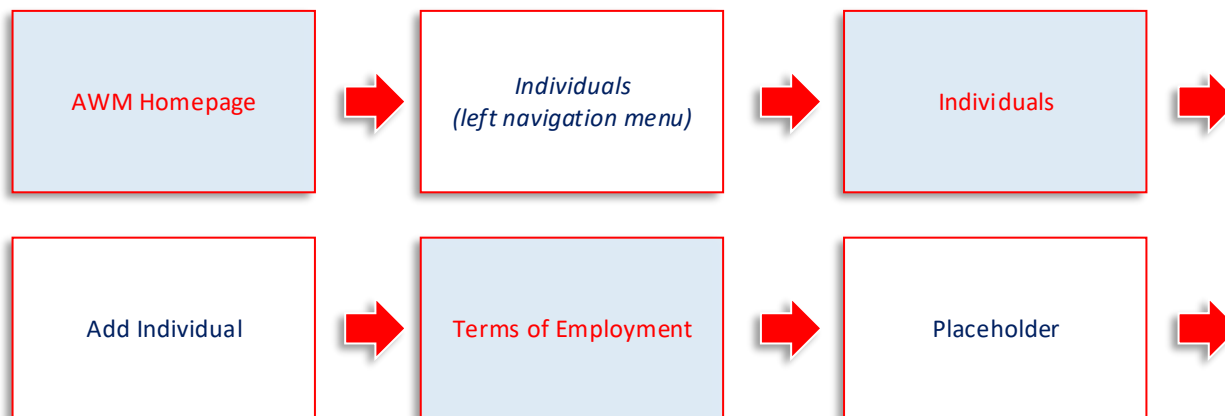 AWM Homepage
Individuals
(left navigation menu)
Individuals
Add Individual
Terms of Employment
Placeholder